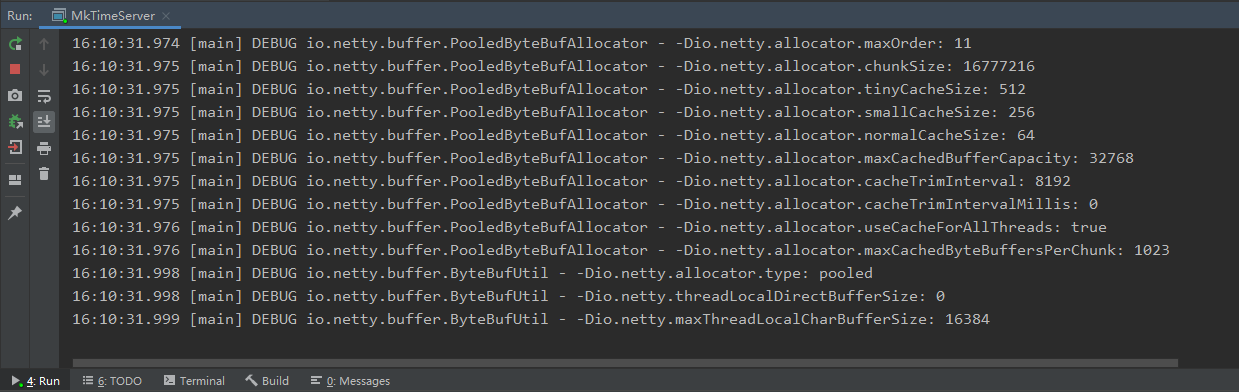 Run: MkTimeServer
16:10:31.974 [main] DEBUG io.netty.buffer.PooledByteBufAllocator - -Dio.netty.allocator.maxOrder: 11
16:10:31.975 [main] DEBUG io.netty.buffer.PooledByteBufAllocator - -Dio.netty.allocator.chunkSize: 16777216
16:10:31.975 [main] DEBUG io.netty.buffer.PooledByteBufAllocator - -Dio.netty.allocator.tinyCacheSize: 512
16:10:31.975 [main] DEBUG io.netty.buffer.PooledByteBufAllocator - -Dio.netty.allocator.smallCacheSize: 256
16:10:31.975 [main] DEBUG io.netty.buffer.PooledByteBufAllocator - -Dio.netty.allocator.normalCacheSize: 64
16:10:31.975 [main] DEBUG io.netty.buffer.PooledByteBufAllocator - -Dio.netty.allocator.maxCachedBufferCapacity: 32768
16:10:31.975 [main] DEBUG io.netty.buffer.PooledByteBufAllocator - -Dio.netty.allocator.cacheTrimInterval: 8192
16:10:31.975 [main] DEBUG io.netty.buffer.PooledByteBufAllocator - -Dio.netty.allocator.cacheTrimIntervalMillis: 0
16:10:31.976 [main] DEBUG io.netty.buffer.PooledByteBufAllocator - -Dio.netty.allocator.useCacheForAllThreads: true
16:10:31.976 [main] DEBUG io.netty.buffer.PooledByteBufAllocator - -Dio.netty.allocator.maxCachedByteBuffersPerChunk: 1023
16:10:31.998 [main] DEBUG io.netty.buffer.ByteBufUtil - -Dio.netty.allocator.type: pooled
16:10:31.998 [main] DEBUG io.netty.buffer.ByteBufUtil - -Dio.netty.threadLocalDirectBufferSize: 0
16:10:31.999 [main] DEBUG io.netty.buffer.ByteBufUtil - -Dio.netty.maxThreadLocalCharBufferSize: 16384
4: Run 6: TODO Terminal Build 0: Messages